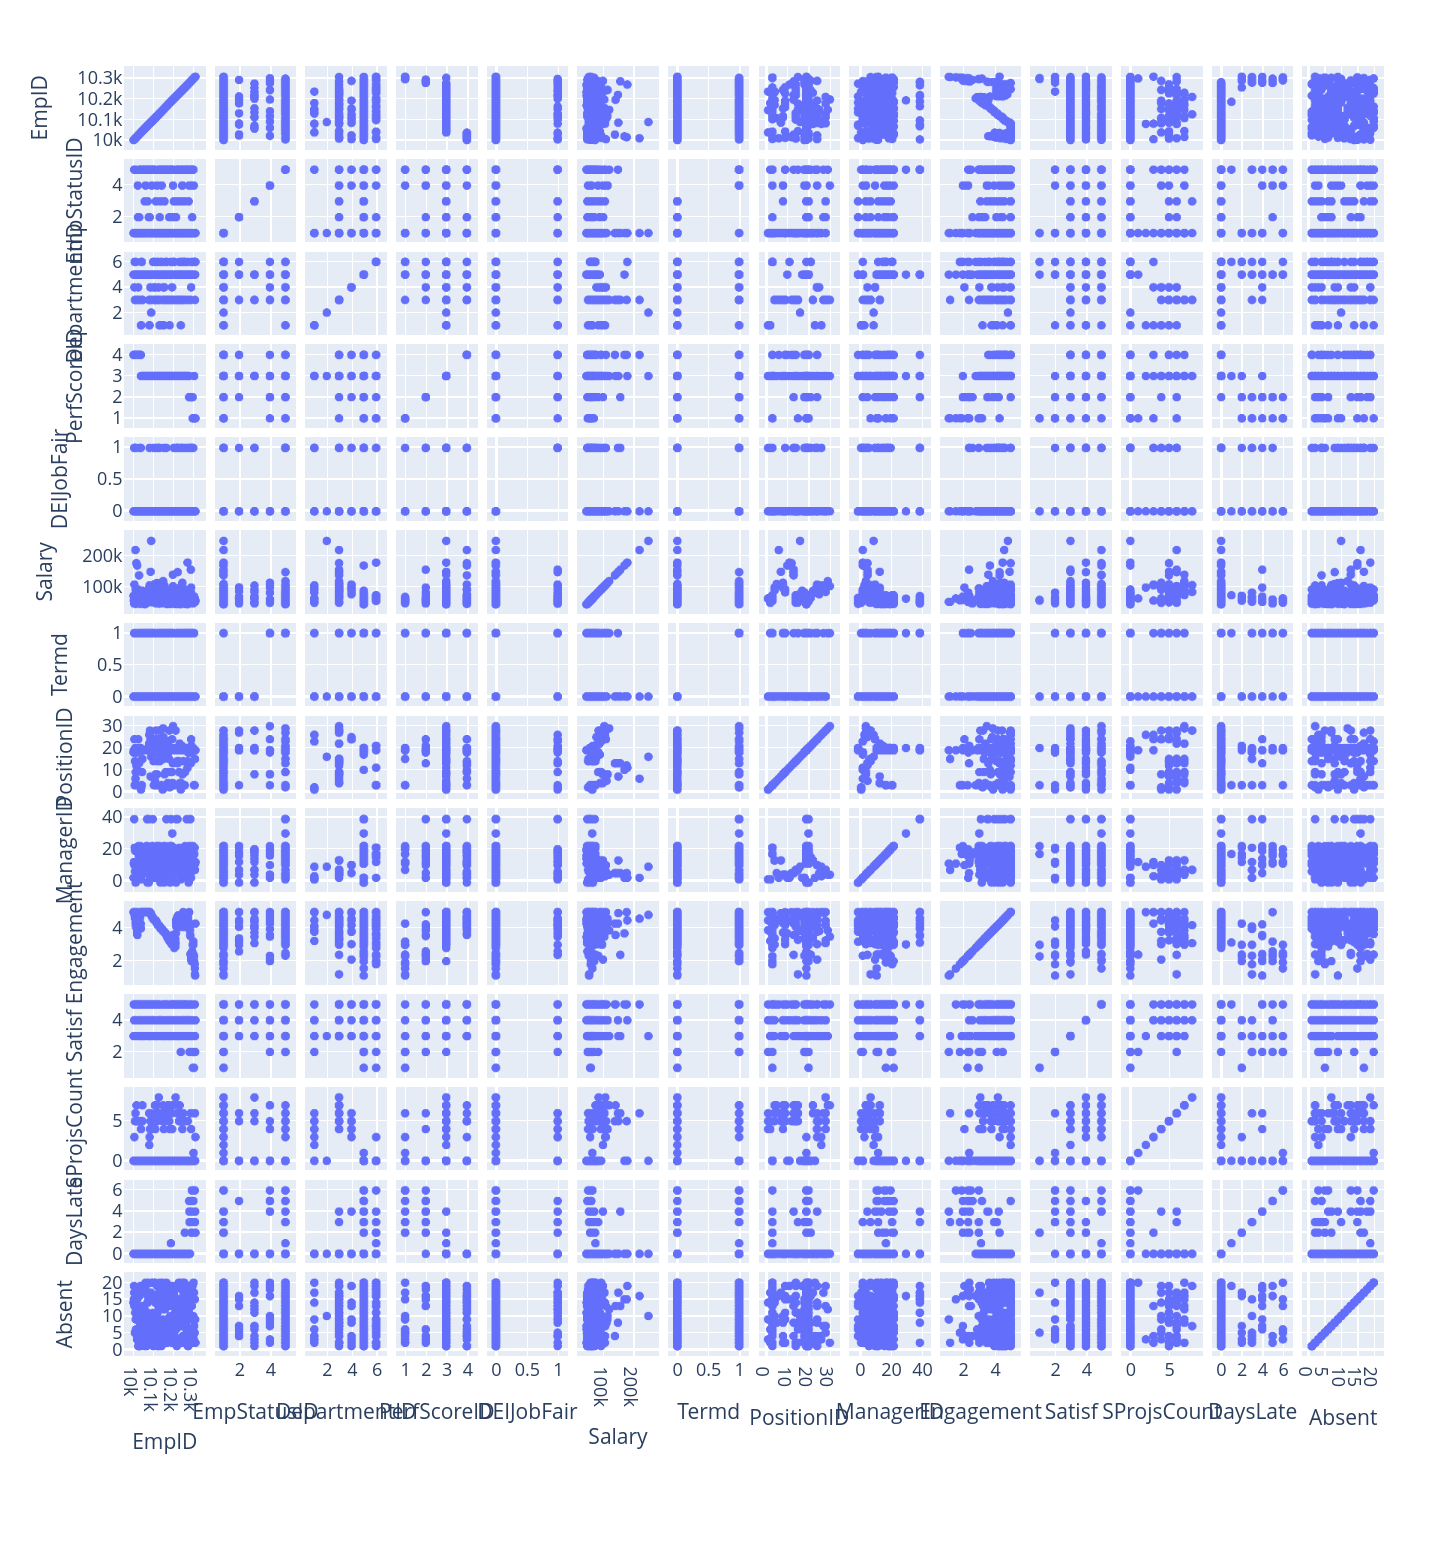 EmpID
10.3k
10.2k
10.1k
10k
EmpStatusID
4
2
DepartmentID
6
4
2
PerfScoreID
4
3
2
1
DEIJobFair
1
0.5
0
Salary
200k
100k
Termd
1
0.5
0
PositionID
30
20
10
0
ManagerID
40
20
0
Engagement
4
2
Satisf
4
2
SProjsCount
5
0
DaysLate
6
4
2
0
Absent
20
15
10
5
0
10k 10.1k 10.2k 10.3k 2 4 2 4 6 1 2 3 4 0 0.5 1 100k 200k 0 0.5 1 0 10 20 30 0 20 40 2 4 2 4 0 5 0 2 4 6 0 5 10 15 20
EmpID EmpStatusID DepartmentID PerfScoreID DEIJobFair Salary Termd PositionID ManagerID Engagement Satisf SProjsCount DaysLate Absent